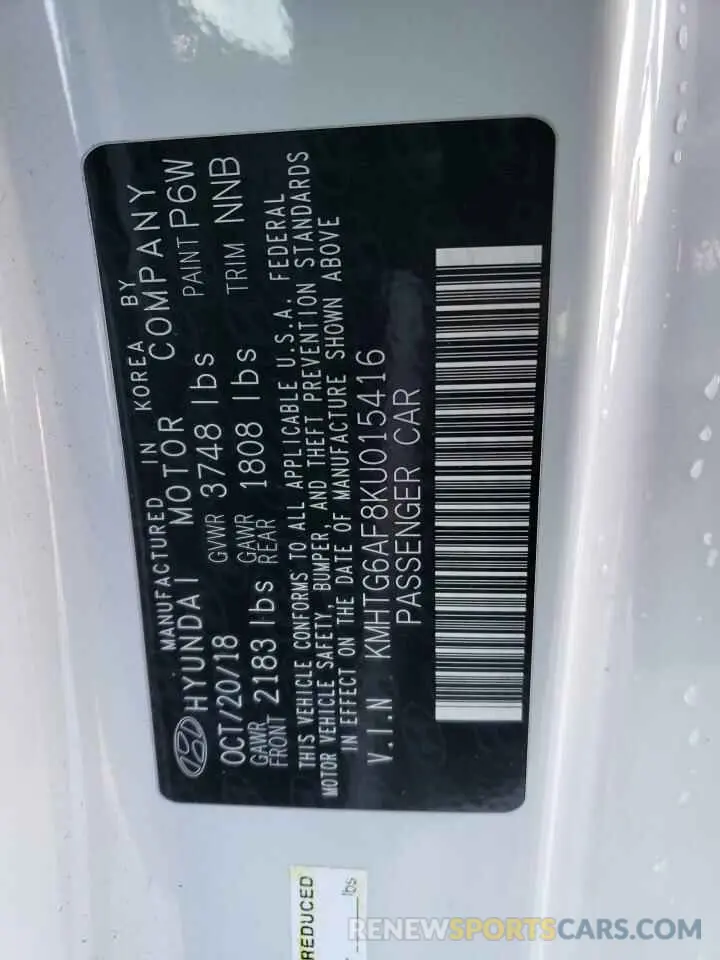 MANUFACTURED IN KOREA BY
HYUNDAI MOTOR COMPANY
OCT/20/18 GVWR 3748 lbs PAINT P6W
GAWR FRONT 2183 lbs GAWR REAR 1808 lbs TRIM NNB
THIS VEHICLE CONFORMS TO ALL APPLICABLE U.S.A. FEDERAL
MOTOR VEHICLE SAFETY, BUMPER, AND THEFT PREVENTION STANDARDS
IN EFFECT ON THE DATE OF MANUFACTURE SHOWN ABOVE
V.I.N. KMHTG6AF8KU015416
PASSENGER CAR
REDUCED
lbs
RENEWSPORTSCARS.COM